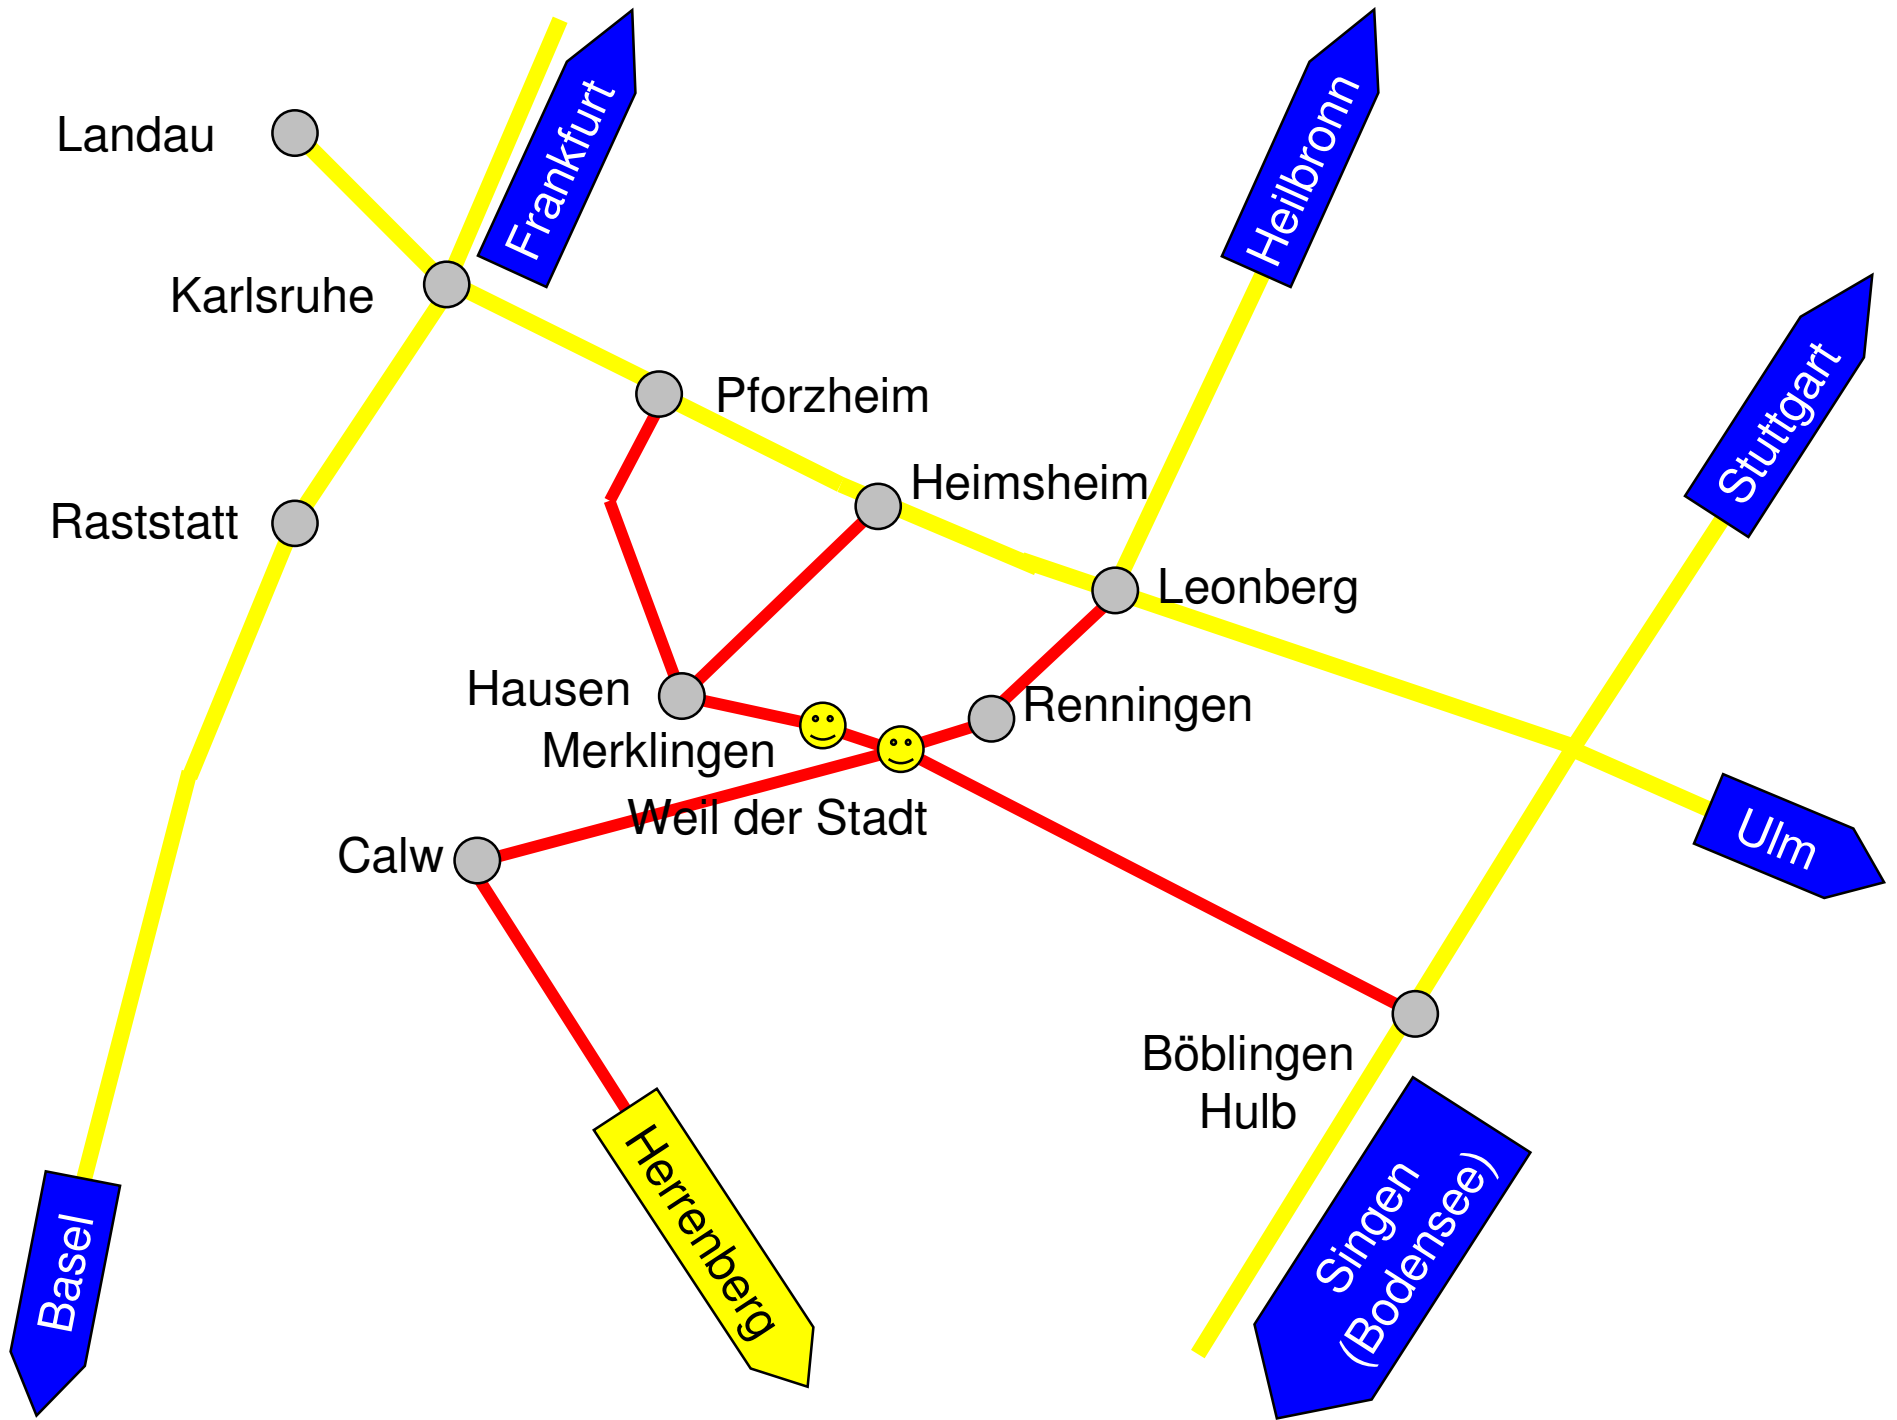 Frankfurt
Heilbronn
Landau
Karlsruhe
Stuttgart
Pforzheim
Heimsheim
Raststatt
Leonberg
Hausen
Renningen
Merklingen
Weil der Stadt
Ulm
Calw
Böblingen
Hulb
Herrenberg
Basel
Singen
(Bodensee)